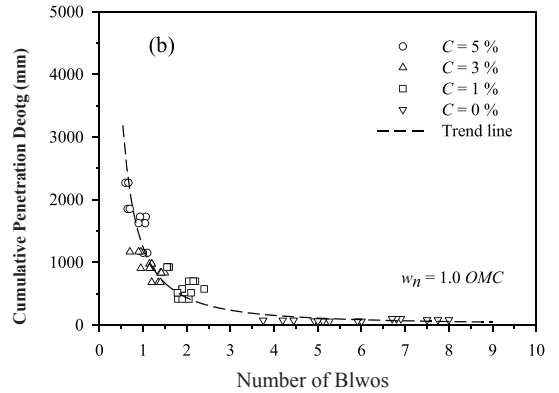 5000
4000
3000
2000
1000
0
Cumulative Penetration Deotg (mm)
(b)
C = 5 %
C = 3 %
C = 1 %
C = 0 %
Trend line
wn = 1.0 OMC
0 1 2 3 4 5 6 7 8 9 10
Number of Blwos